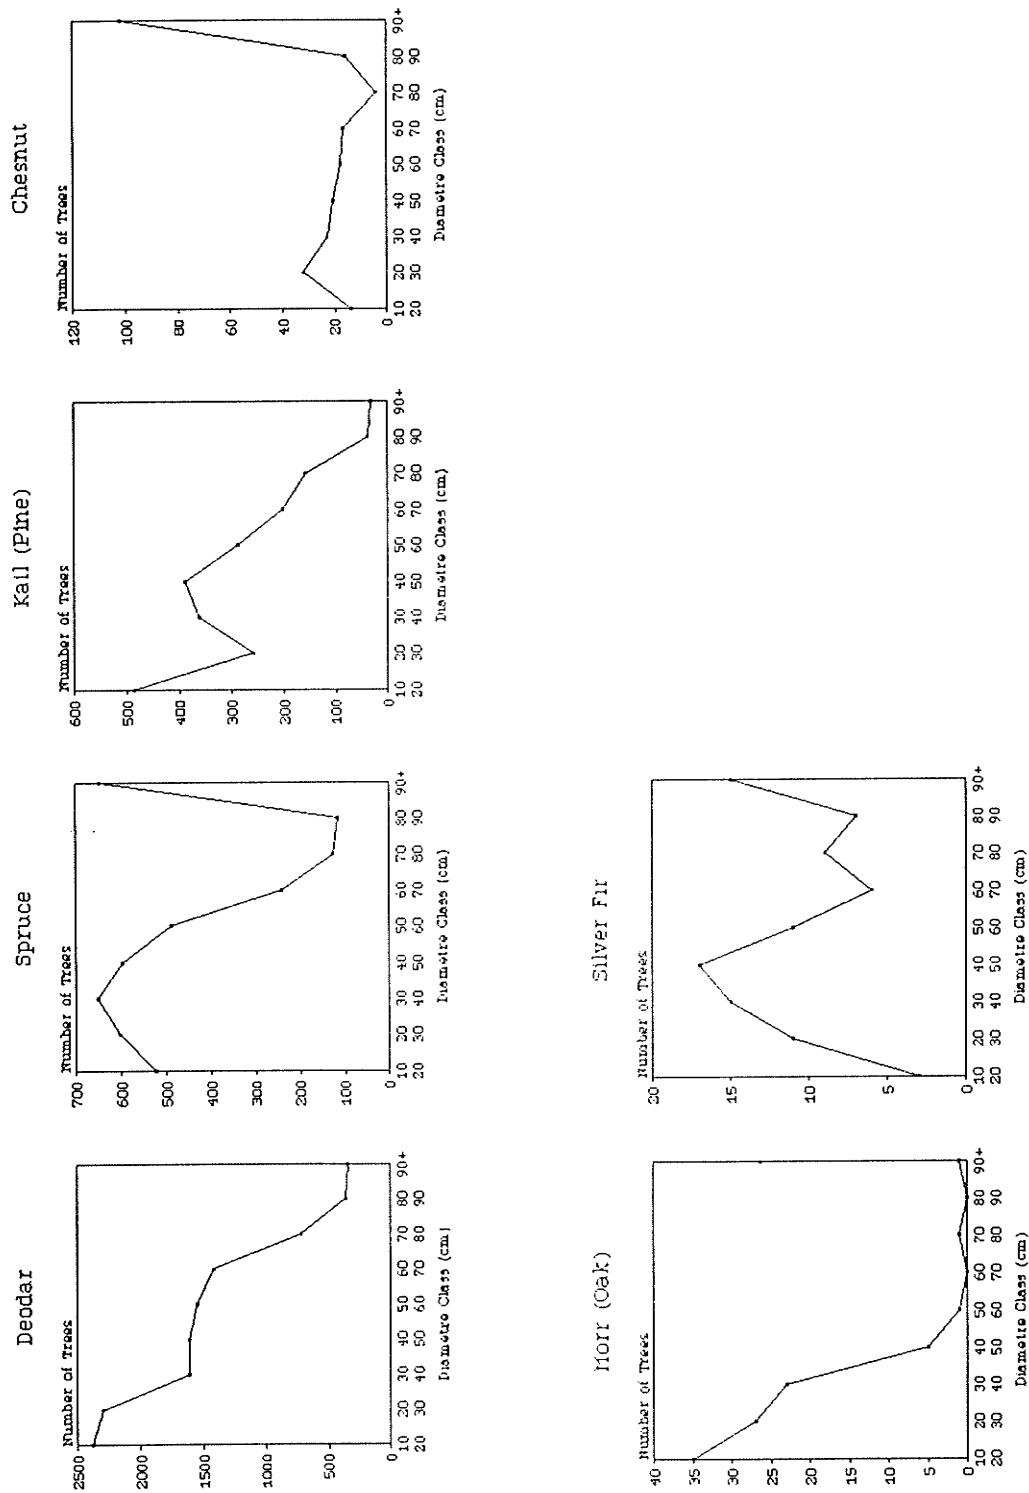 Deodar
Number of Trees
2500
2000
1500
1000
500
0
10 20 30 40 50 60 70 80 90+
20 30 40 50 60 70 80 90
Diametre Class (cm)
Spruce
Number of Trees
700
600
500
400
300
200
100
0
10 20 30 40 50 60 70 80 90+
20 30 40 50 60 70 80 90
Diametre Class (cm)
Kail (Pine)
Number of Trees
600
500
400
300
200
100
0
10 20 30 40 50 60 70 80 90+
20 30 40 50 60 70 80 90
Diametre Class (cm)
Chesnut
Number of Trees
120
100
80
60
40
20
0
10 20 30 40 50 60 70 80 90+
20 30 40 50 60 70 80 90
Diametre Class (cm)
Morr (Oak)
Number of Trees
40
35
30
25
20
15
10
5
0
10 20 30 40 50 60 70 80 90+
20 30 40 50 60 70 80 90
Diametre Class (cm)
Silver Fir
Number of Trees
20
15
10
5
0
10 20 30 40 50 60 70 80 90+
20 30 40 50 60 70 80 90
Diametre Class (cm)